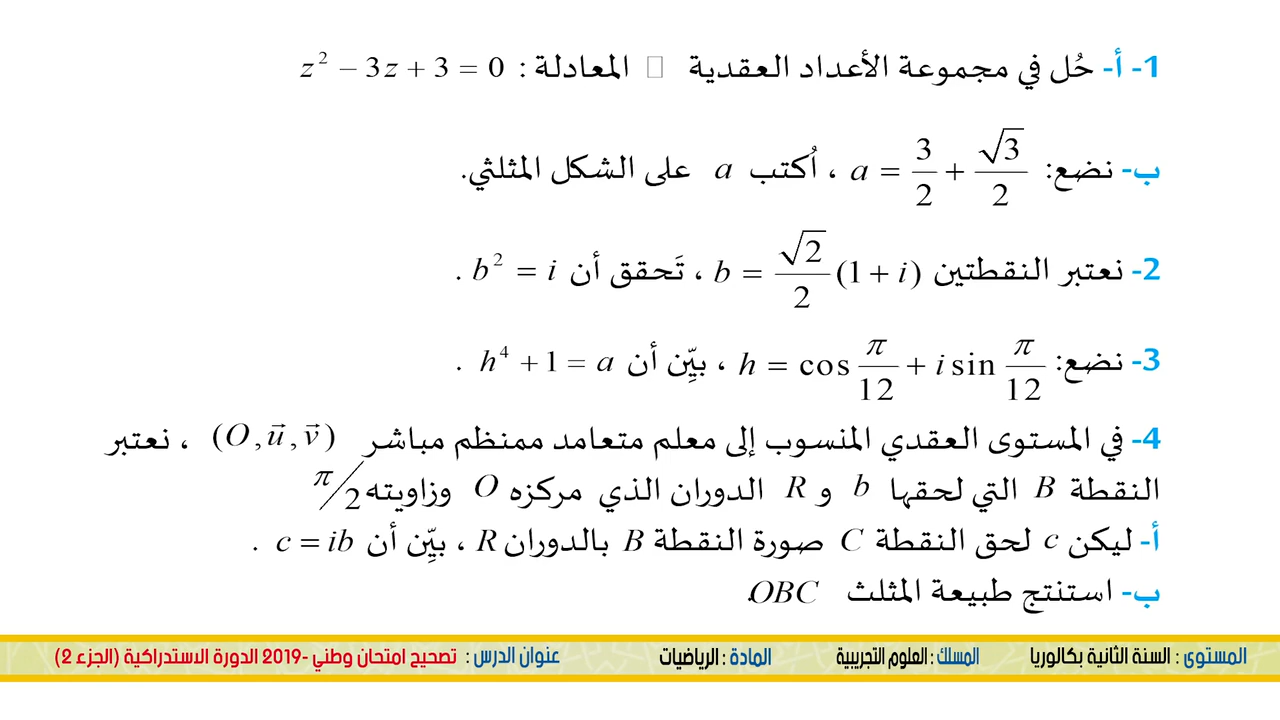 1- أ- حُل في مجموعة الأعداد العقدية □ المعادلة : z² − 3z + 3 = 0
ب- نضع: a = 3/2 + √3/2 ، أُكتب a على الشكل المثلثي.
2- نعتبر النقطتين b = √2/2 (1 + i) ، تَحقق أن b² = i .
3- نضع: h = cos π/12 + i sin π/12 ، بيِّن أن h⁴ + 1 = a .
4- في المستوى العقدي المنسوب إلى معلم متعامد ممنظم مباشر (O, u⃗, v⃗) ، نعتبر
النقطة B التي لحقها b و R الدوران الذي مركزه O وزاويته π/2
أ- ليكن c لحق النقطة C صورة النقطة B بالدوران R ، بيِّن أن c = ib .
ب- استنتج طبيعة المثلث OBC.
المستوى : السنة الثانية بكالوريا المسلك : العلوم التجريبية المادة : الرياضيات عنوان الدرس : تصحيح امتحان وطني -2019 الدورة الاستدراكية (الجزء 2)